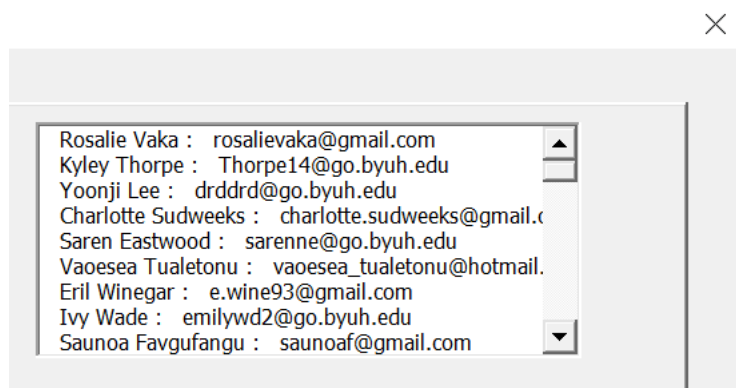 Rosalie Vaka :   rosalievaka@gmail.com
Kyley Thorpe :   Thorpe14@go.byuh.edu
Yoonji Lee :   drddrd@go.byuh.edu
Charlotte Sudweeks :   charlotte.sudweeks@gmail.c
Saren Eastwood :   sarenne@go.byuh.edu
Vaoesea Tualetonu :   vaoesea_tualetonu@hotmail.
Eril Winegar :   e.wine93@gmail.com
Ivy Wade :   emilywd2@go.byuh.edu
Saunoa Favgufangu :   saunoaf@gmail.com